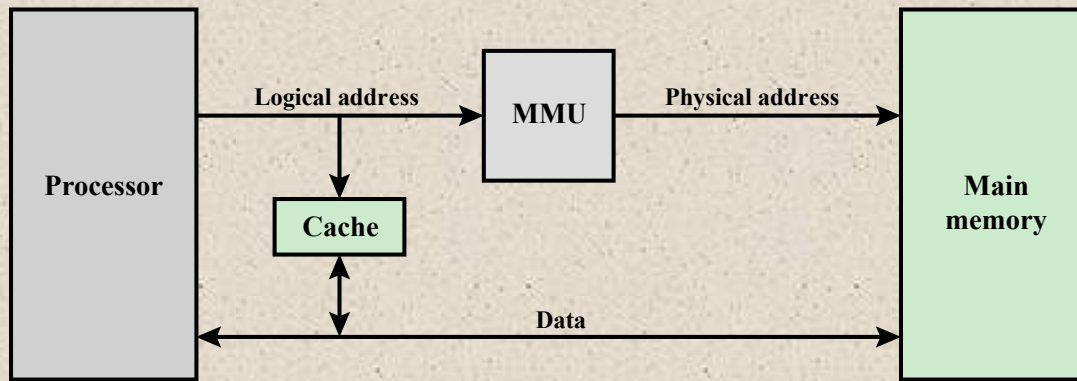 Logical address
MMU
Physical address
Processor
Cache
Main
memory
Data